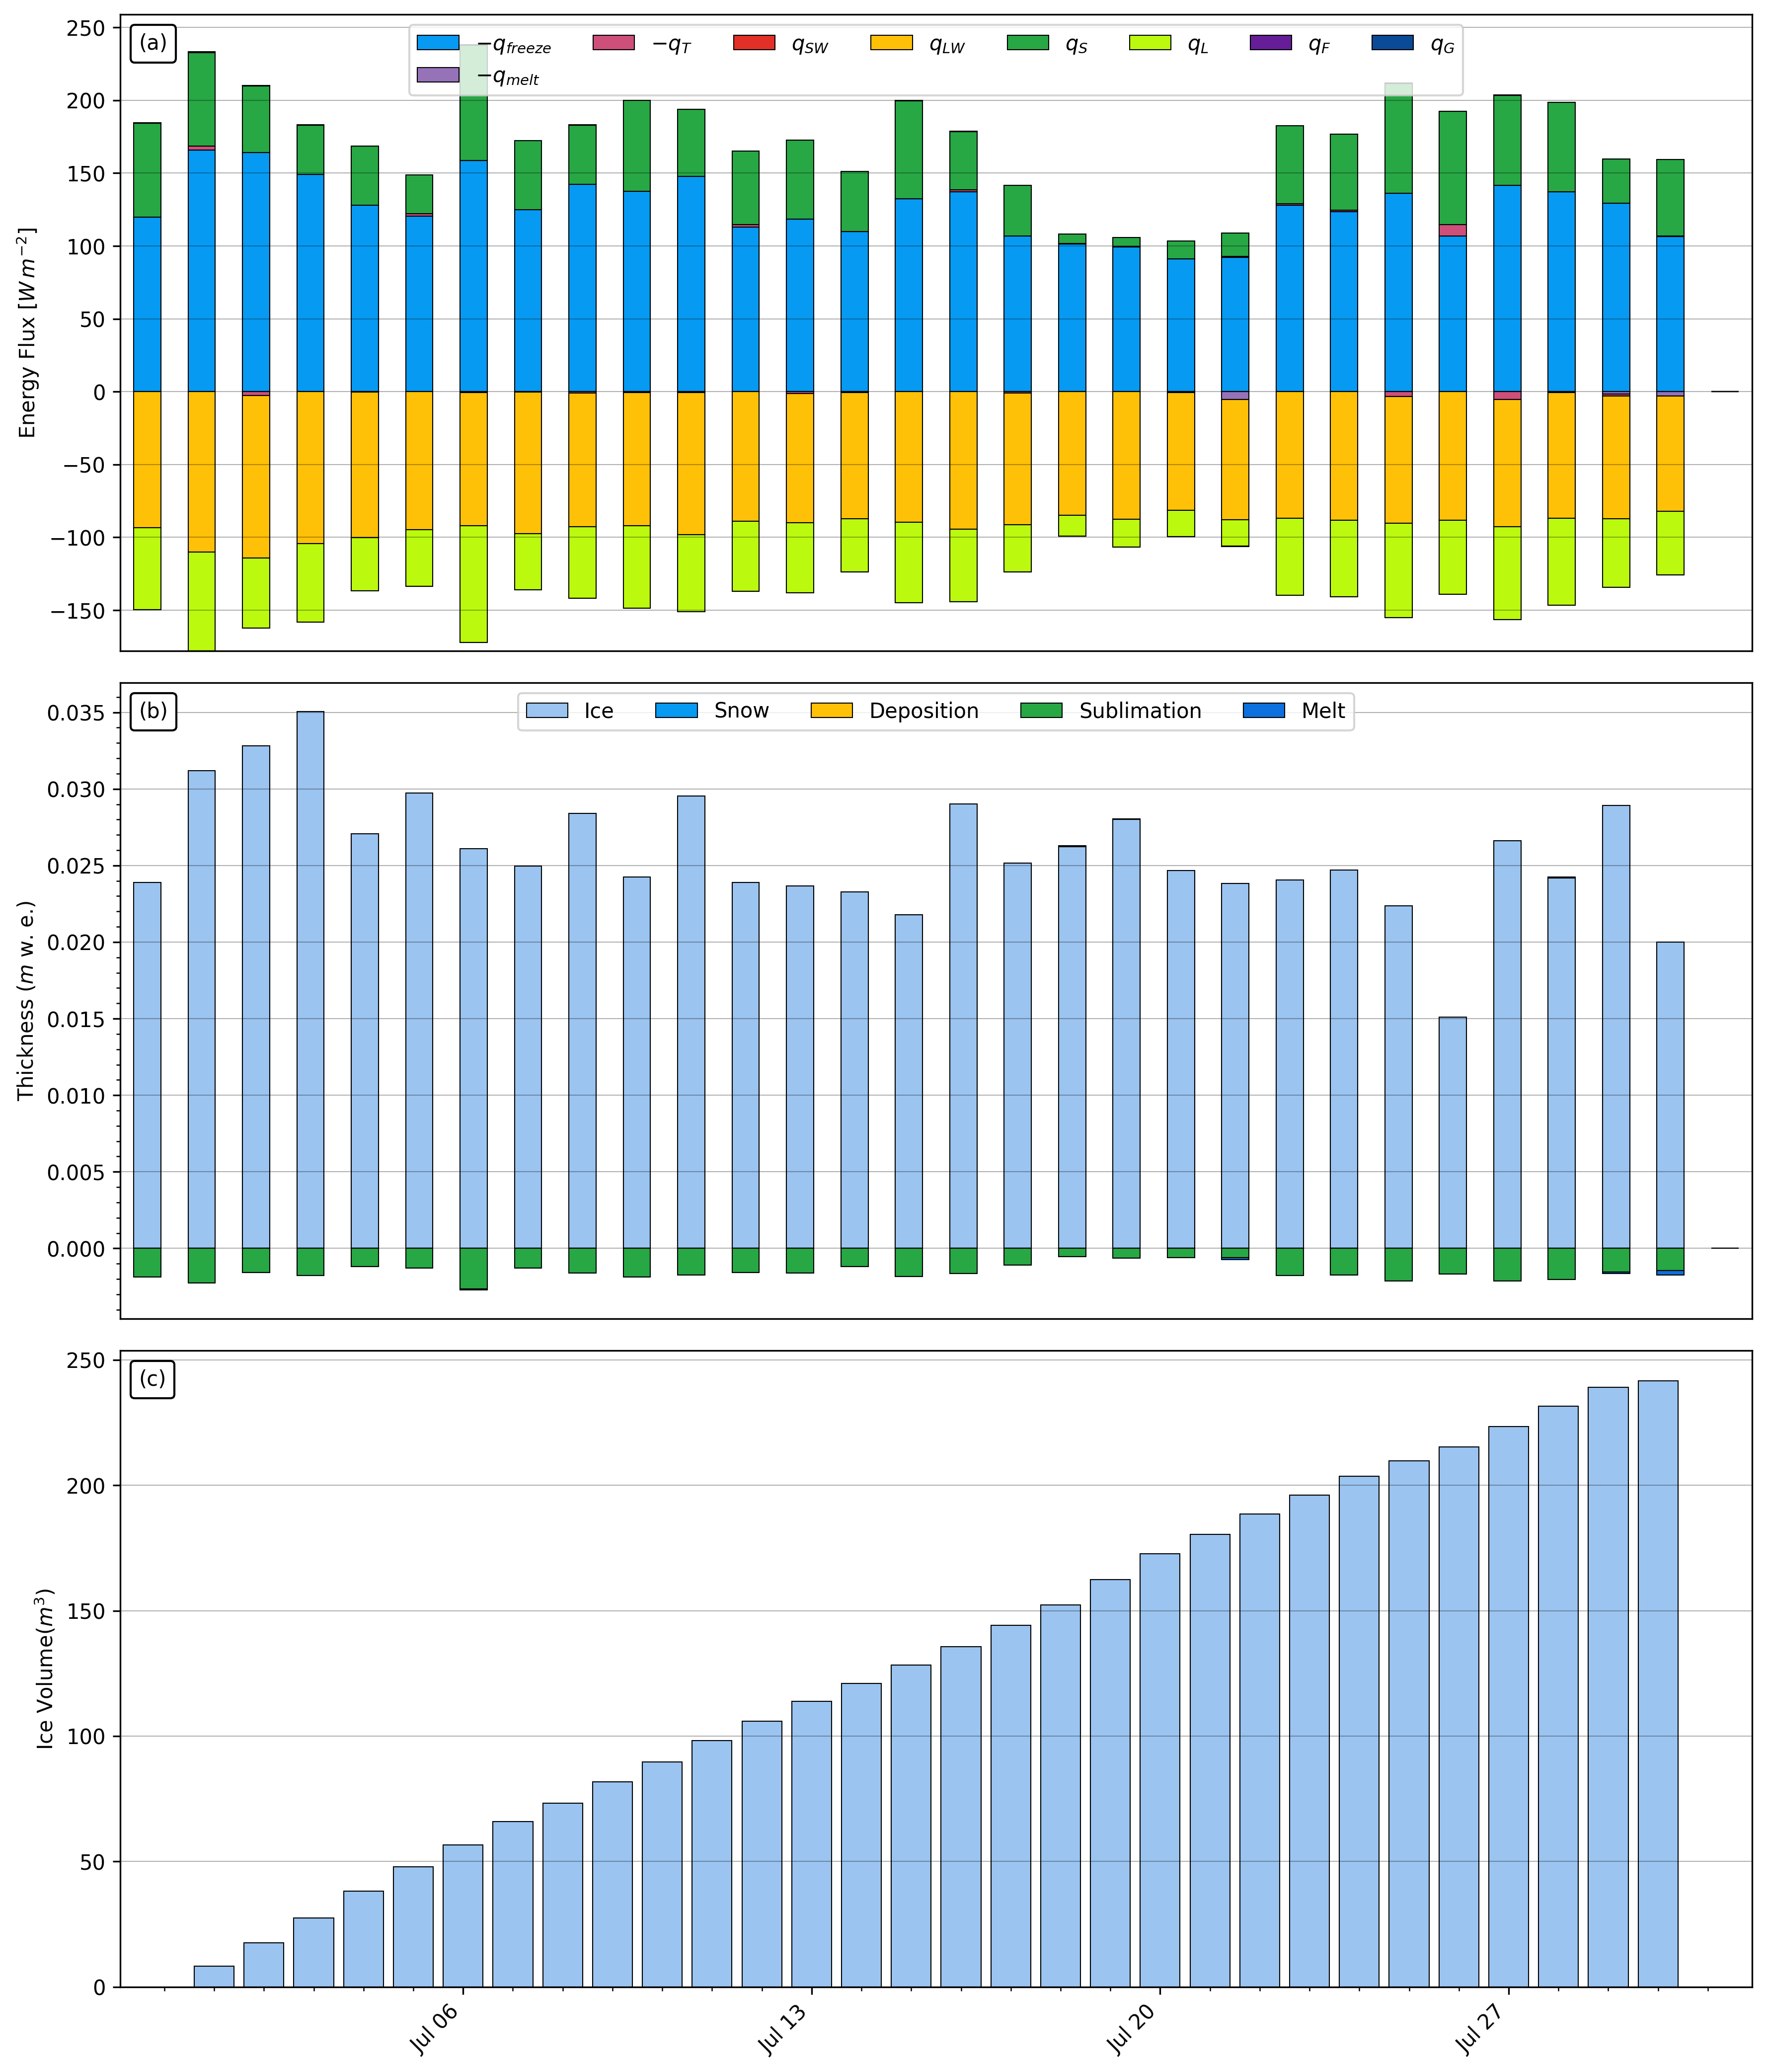 (a)
−q_freeze −q_T q_SW q_LW q_S q_L q_F q_G
−q_melt
250
200
150
100
50
0
−50
−100
−150
Energy Flux [W m⁻²]
(b)
Ice Snow Deposition Sublimation Melt
0.035
0.030
0.025
0.020
0.015
0.010
0.005
0.000
Thickness (m w. e.)
(c)
250
200
150
100
50
0
Ice Volume(m³)
Jul 06 Jul 13 Jul 20 Jul 27